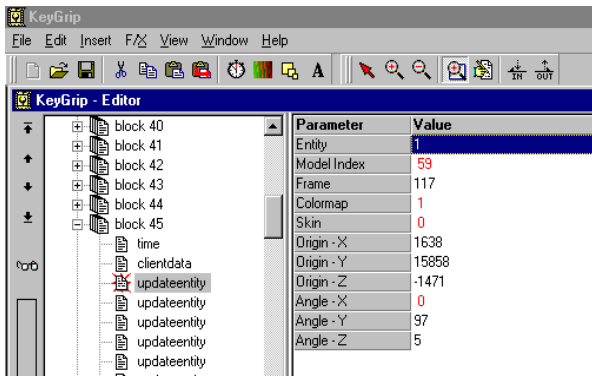 KeyGrip
File Edit Insert F/X View Window Help
A IN OUT
KeyGrip - Editor
block 40
block 41
block 42
block 43
block 44
block 45
time
clientdata
updateentity
updateentity
updateentity
updateentity
updateentity
Parameter Value
Entity 1
Model Index 59
Frame 117
Colormap 1
Skin 0
Origin - X 1638
Origin - Y 15858
Origin - Z -1471
Angle - X 0
Angle - Y 97
Angle - Z 5